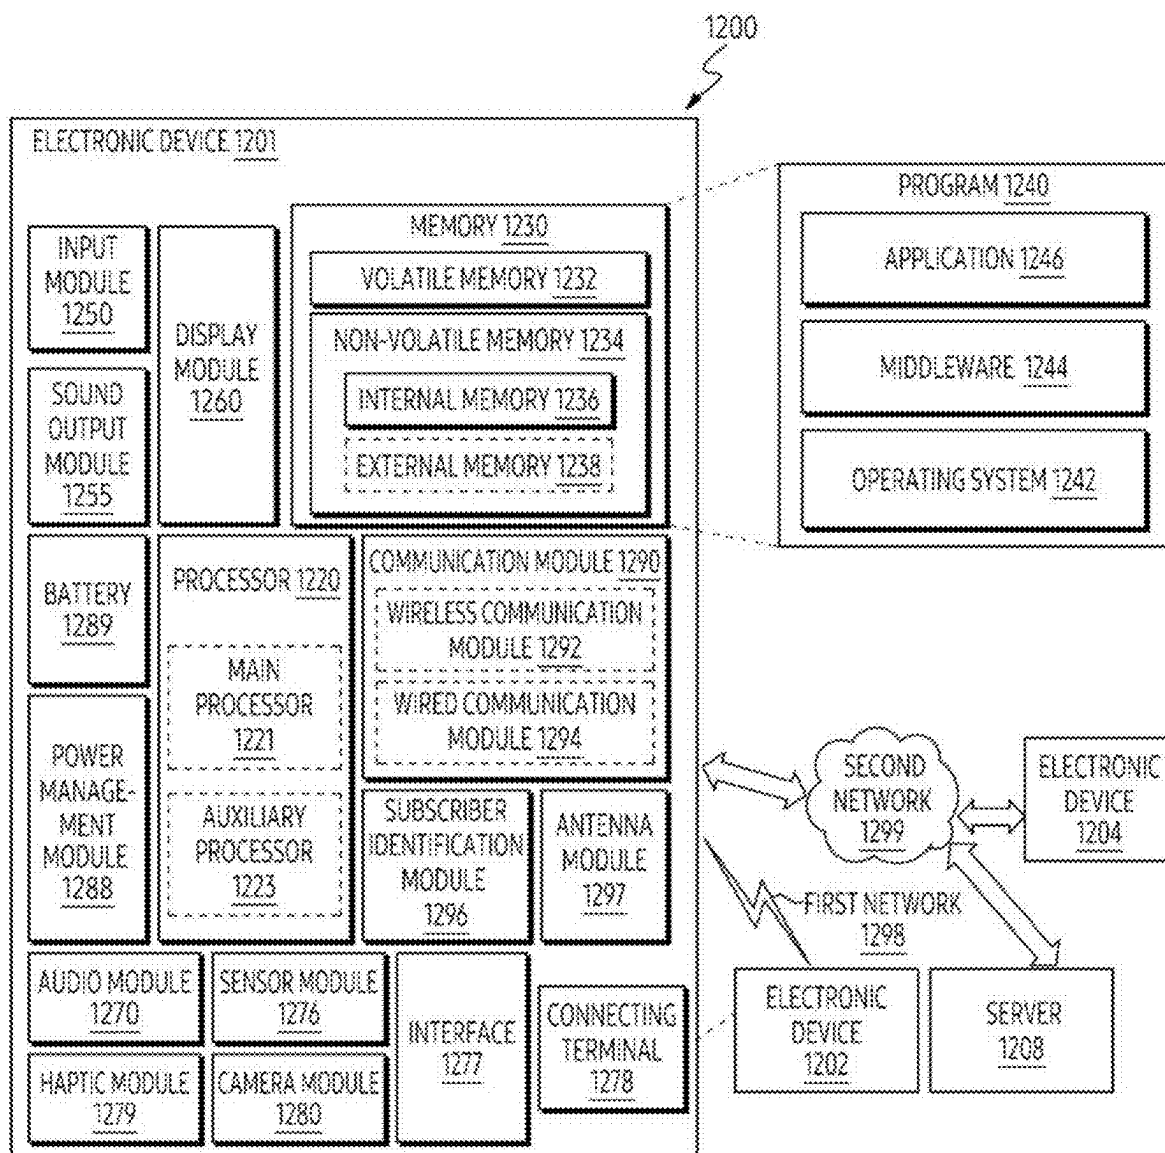 1200
ELECTRONIC DEVICE 1201
INPUT
MODULE
1250
SOUND
OUTPUT
MODULE
1255
DISPLAY
MODULE
1260
MEMORY 1230
VOLATILE MEMORY 1232
NON-VOLATILE MEMORY 1234
INTERNAL MEMORY 1236
EXTERNAL MEMORY 1238
PROGRAM 1240
APPLICATION 1246
MIDDLEWARE 1244
OPERATING SYSTEM 1242
BATTERY
1289
POWER
MANAGE-
MENT
MODULE
1288
PROCESSOR 1220
MAIN
PROCESSOR
1221
AUXILIARY
PROCESSOR
1223
COMMUNICATION MODULE 1290
WIRELESS COMMUNICATION
MODULE 1292
WIRED COMMUNICATION
MODULE 1294
SUBSCRIBER
IDENTIFICATION
MODULE
1296
ANTENNA
MODULE
1297
SECOND
NETWORK
1299
ELECTRONIC
DEVICE
1204
FIRST NETWORK
1298
AUDIO MODULE
1270
SENSOR MODULE
1276
INTERFACE
1277
CONNECTING
TERMINAL
1278
HAPTIC MODULE
1279
CAMERA MODULE
1280
ELECTRONIC
DEVICE
1202
SERVER
1208